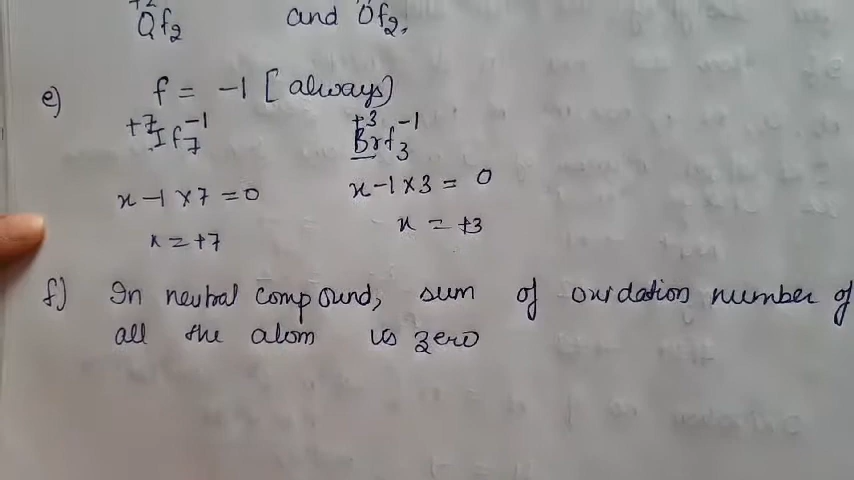 +2
Of₂ and Of₂,
e) f = -1 [always)
+7 -1 +3 -1
If₇ Brf₃
x - 1 × 7 = 0 x - 1 × 3 = 0
x = +7 x = +3
f) In neutral compound, sum of oxidation number of
all the atom is zero